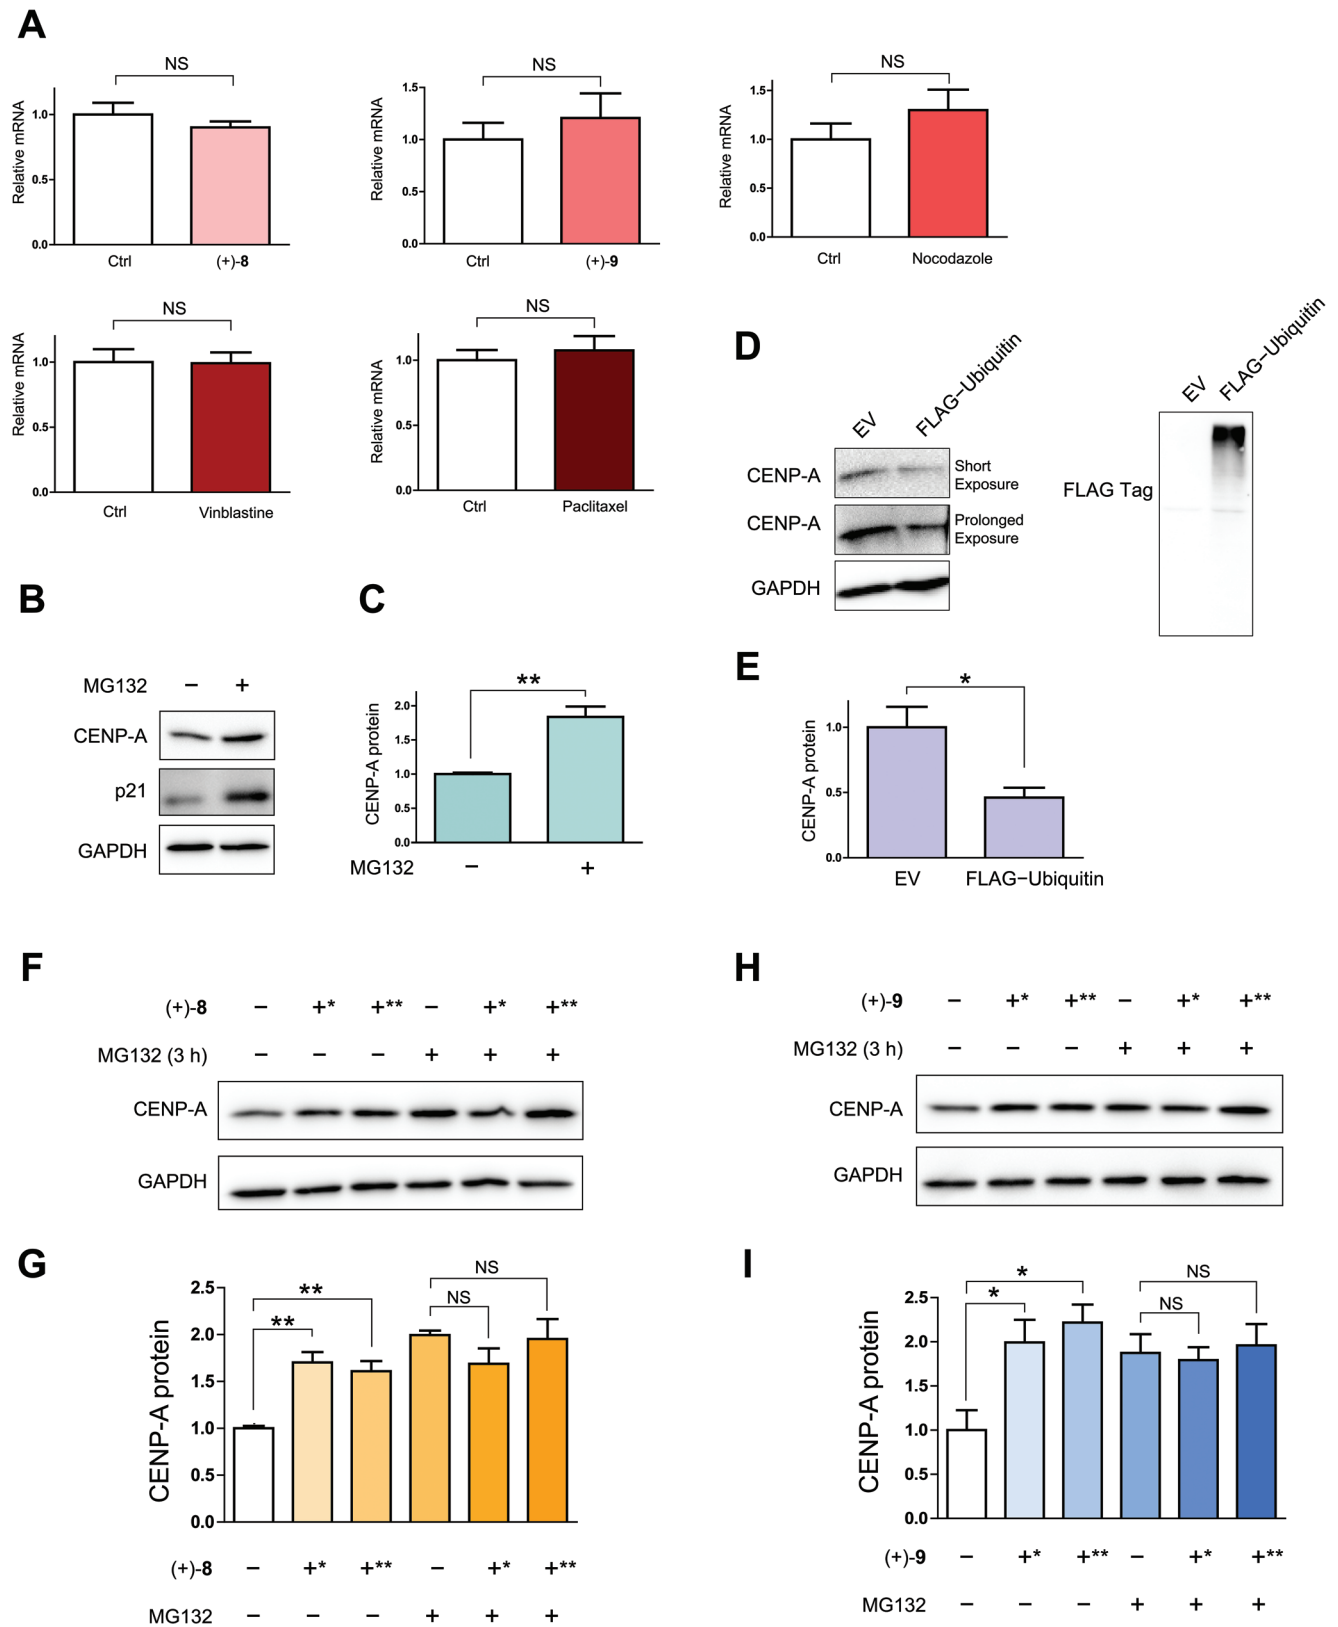 A
NS
Relative mRNA
1.0
0.5
0.0
Ctrl
(+)-8
NS
Relative mRNA
1.5
1.0
0.5
0.0
Ctrl
(+)-9
NS
Relative mRNA
1.5
1.0
0.5
0.0
Ctrl
Nocodazole
NS
Relative mRNA
1.0
0.5
0.0
Ctrl
Vinblastine
NS
Relative mRNA
1.0
0.5
0.0
Ctrl
Paclitaxel
B
MG132 − +
CENP-A
p21
GAPDH
C
**
CENP-A protein
2.0
1.5
1.0
0.5
0.0
MG132 − +
D
EV
FLAG−Ubiquitin
CENP-A
Short
Exposure
CENP-A
Prolonged
Exposure
GAPDH
EV
FLAG−Ubiquitin
FLAG Tag
E
*
CENP-A protein
1.0
0.5
0.0
EV
FLAG−Ubiquitin
F
(+)-8 − +* +** − +* +**
MG132 (3 h) − − − + + +
CENP-A
GAPDH
G
NS
**
NS
**
CENP-A protein
2.5
2.0
1.5
1.0
0.5
0.0
(+)-8 − +* +** − +* +**
MG132 − − − + + +
H
(+)-9 − +* +** − +* +**
MG132 (3 h) − − − + + +
CENP-A
GAPDH
I
NS
*
*
NS
CENP-A protein
2.5
2.0
1.5
1.0
0.5
0.0
(+)-9 − +* +** − +* +**
MG132 − − − + + +